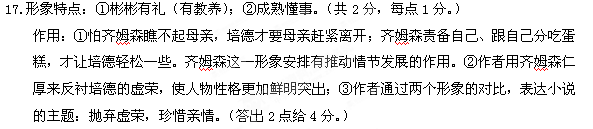 17.形象特点：①彬彬有礼（有教养）；②成熟懂事。（共 2 分，每点 1 分。）
作用：①怕齐姆森瞧不起母亲，培德才要母亲赶紧离开；齐姆森责备自己、跟自己分吃蛋
糕，才让培德轻松一些。齐姆森这一形象安排有推动情节发展的作用。②作者用齐姆森仁
厚来反衬培德的虚荣，使人物性格更加鲜明突出；③作者通过两个形象的对比，表达小说
的主题：抛弃虚荣，珍惜亲情。（答出 2 点给 4 分。）